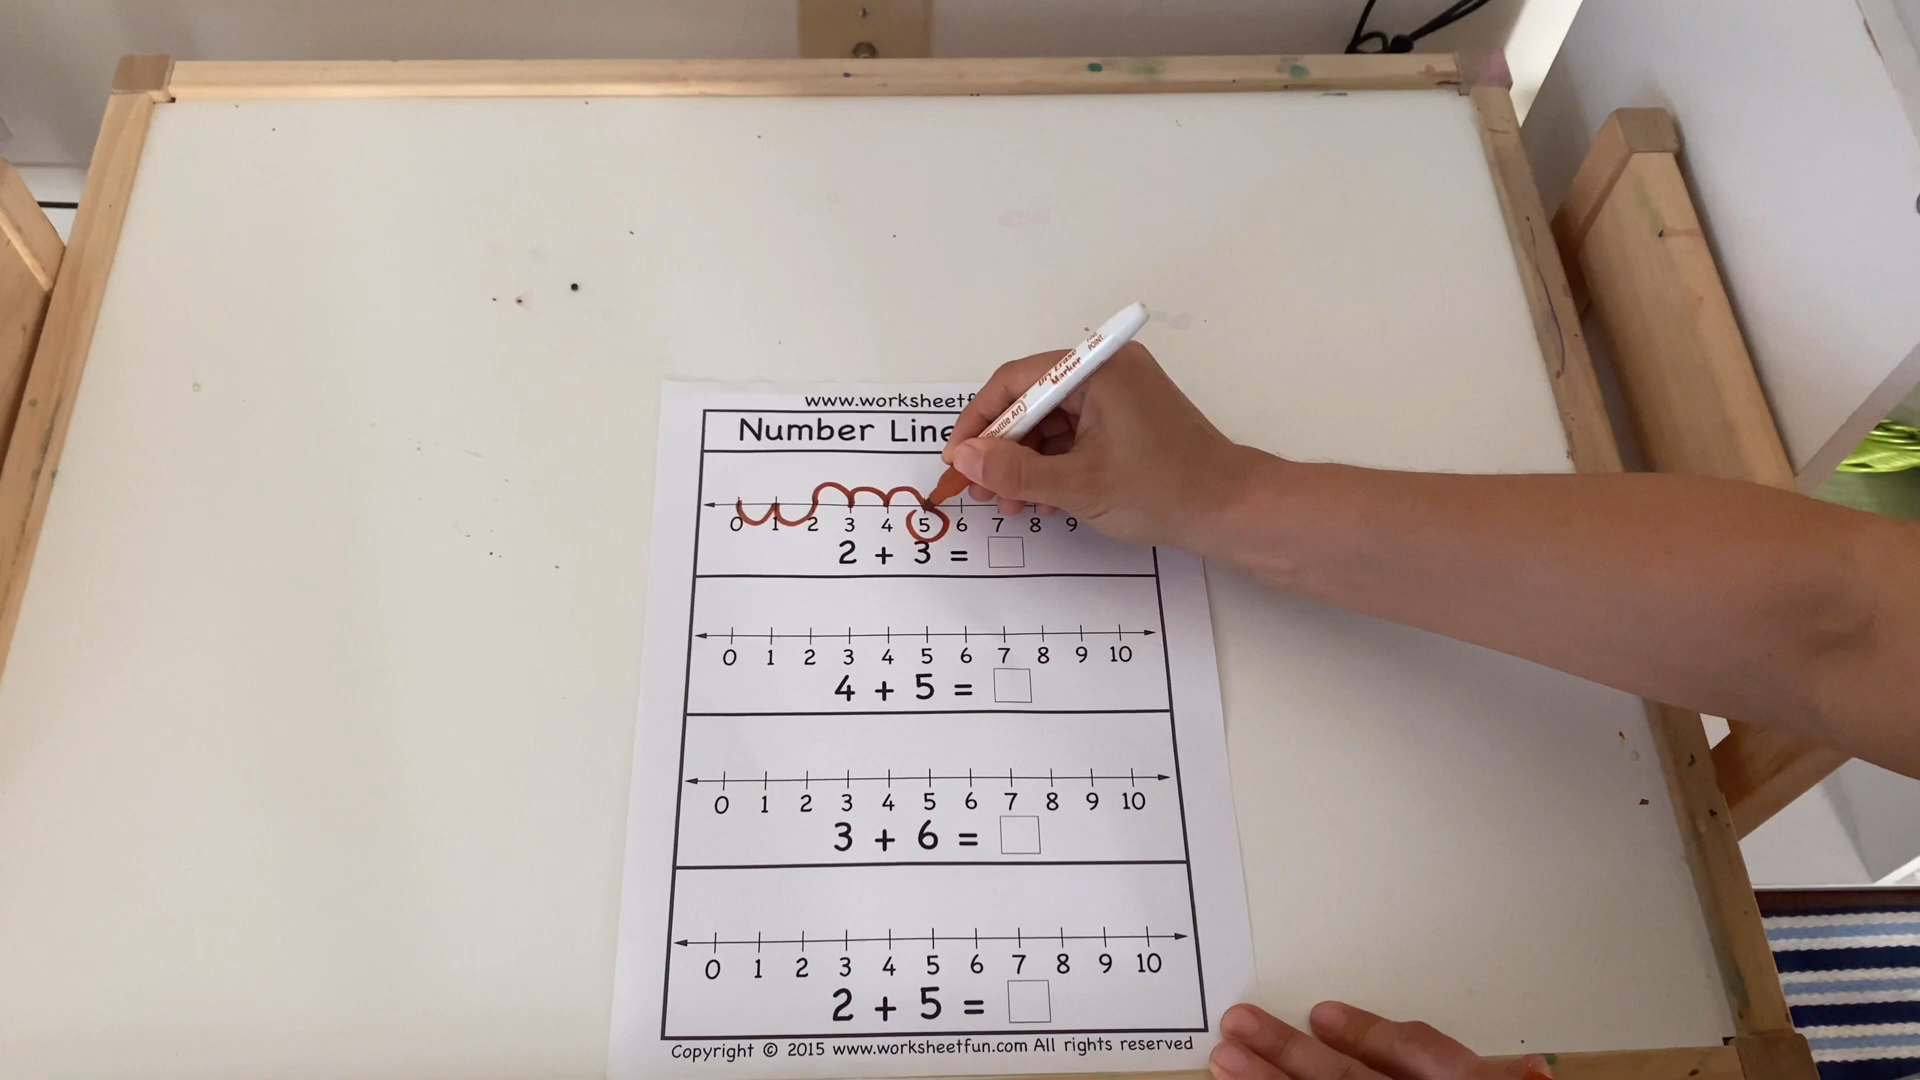 www.worksheetf
Number Line
0 1 2 3 4 5 6 7 8 9
2 + 3 =
0 1 2 3 4 5 6 7 8 9 10
4 + 5 =
0 1 2 3 4 5 6 7 8 9 10
3 + 6 =
0 1 2 3 4 5 6 7 8 9 10
2 + 5 =
Copyright © 2015 www.worksheetfun.com All rights reserved
Shuttle Art
Dry Erase
Marker
POINT